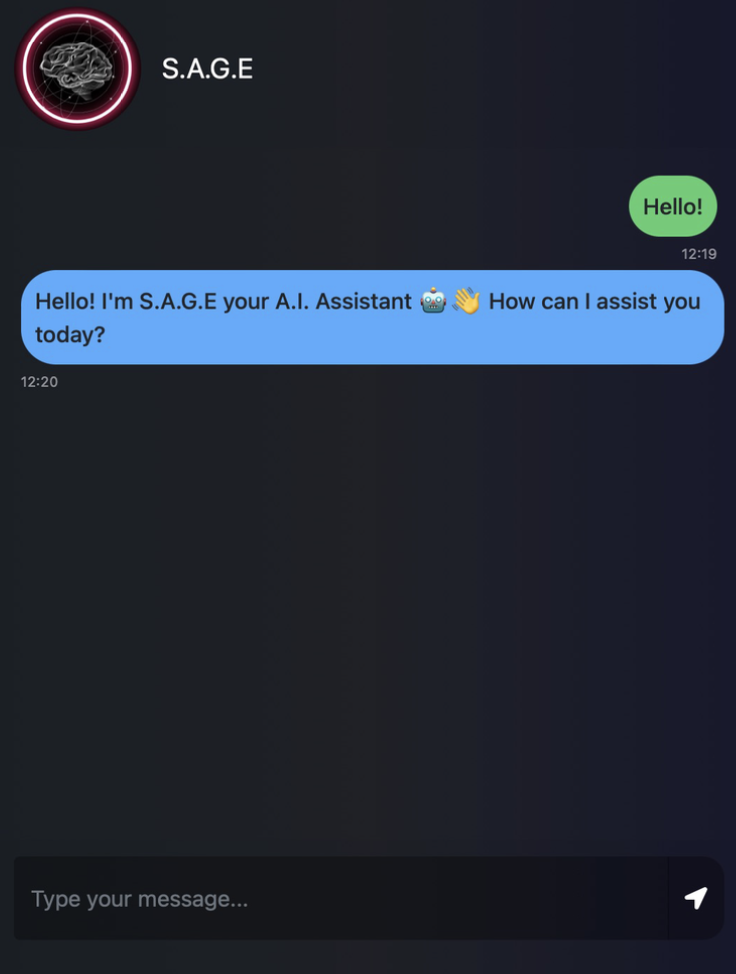 S.A.G.E
Hello!
12:19
Hello! I'm S.A.G.E your A.I. Assistant 🤖 👋 How can I assist you
today?
12:20
Type your message...